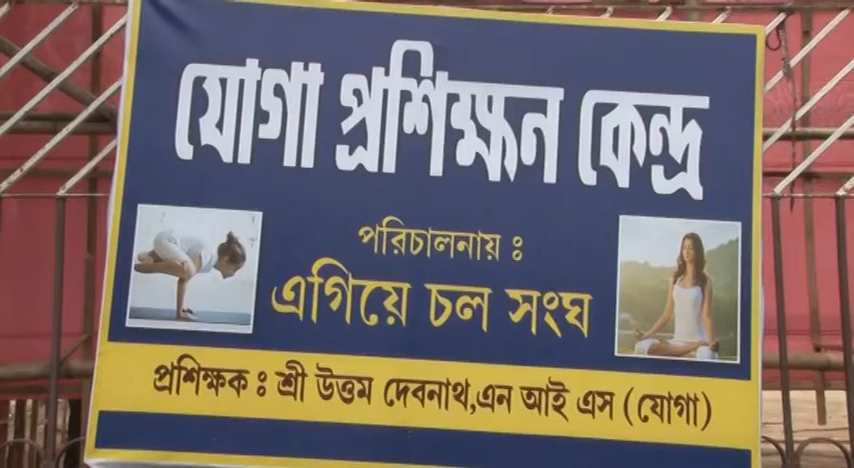 যোগা প্রশিক্ষন কেন্দ্র
পরিচালনায় :
এগিয়ে চল সংঘ
প্রশিক্ষক : শ্রী উত্তম দেবনাথ,এন আই এস (যোগা)